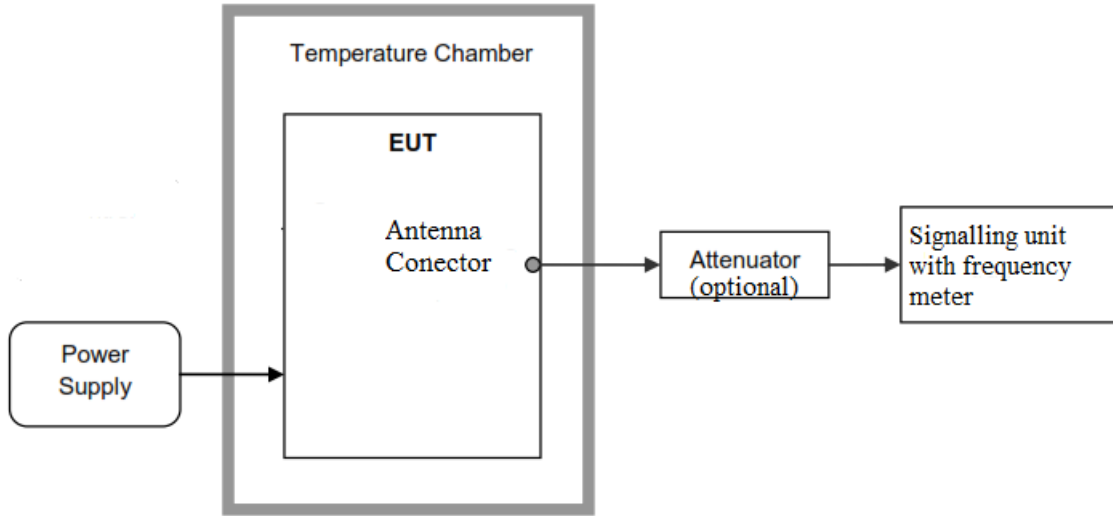 Temperature Chamber
EUT
Antenna
Conector
Attenuator
(optional)
Signalling unit
with frequency
meter
Power
Supply